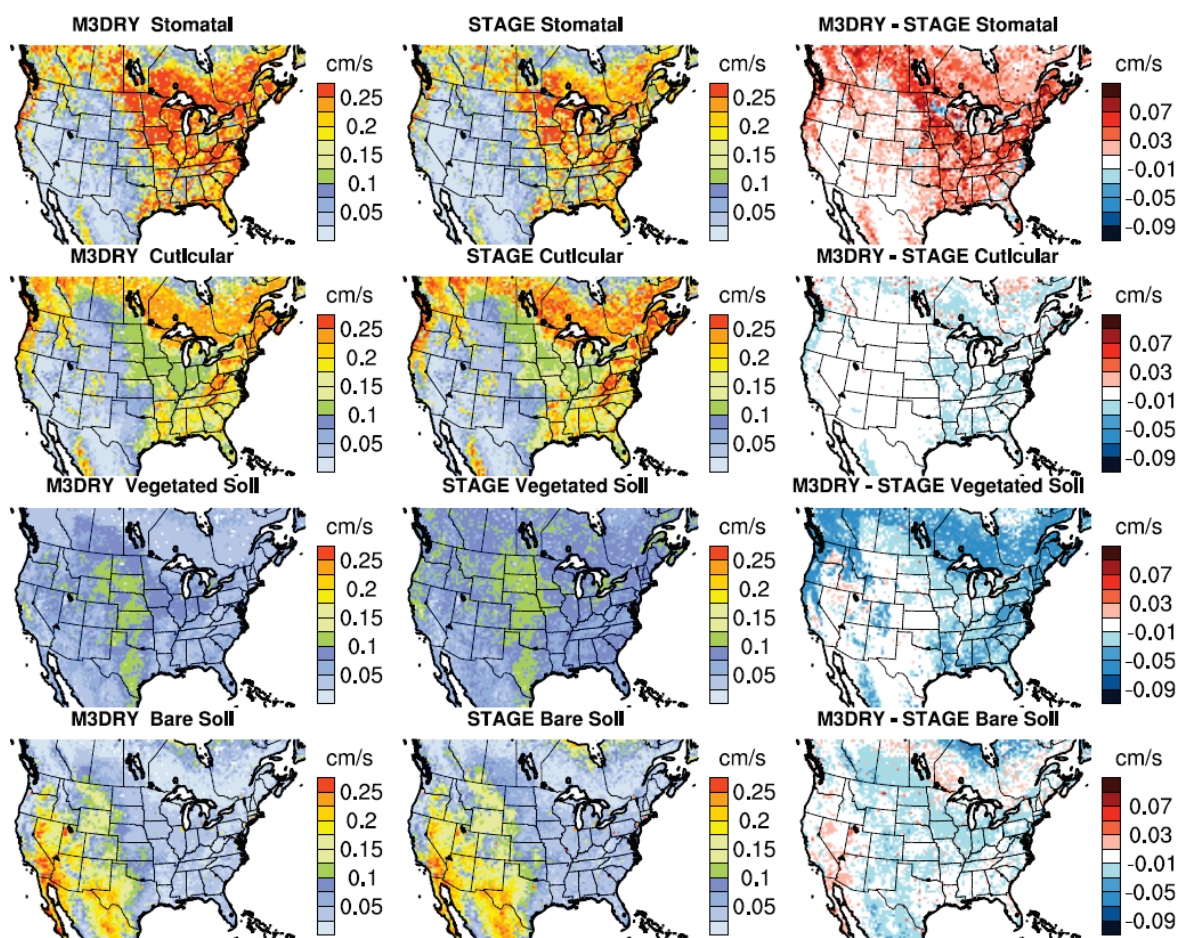 M3DRY Stomatal
STAGE Stomatal
M3DRY - STAGE Stomatal
cm/s
0.25
0.2
0.15
0.1
0.05
cm/s
0.25
0.2
0.15
0.1
0.05
cm/s
0.07
0.03
-0.01
-0.05
-0.09
M3DRY Cuticular
STAGE Cuticular
M3DRY - STAGE Cuticular
cm/s
0.25
0.2
0.15
0.1
0.05
cm/s
0.25
0.2
0.15
0.1
0.05
cm/s
0.07
0.03
-0.01
-0.05
-0.09
M3DRY Vegetated Soil
STAGE Vegetated Soil
M3DRY - STAGE Vegetated Soil
cm/s
0.25
0.2
0.15
0.1
0.05
cm/s
0.25
0.2
0.15
0.1
0.05
cm/s
0.07
0.03
-0.01
-0.05
-0.09
M3DRY Bare Soil
STAGE Bare Soil
M3DRY - STAGE Bare Soil
cm/s
0.25
0.2
0.15
0.1
0.05
cm/s
0.25
0.2
0.15
0.1
0.05
cm/s
0.07
0.03
-0.01
-0.05
-0.09